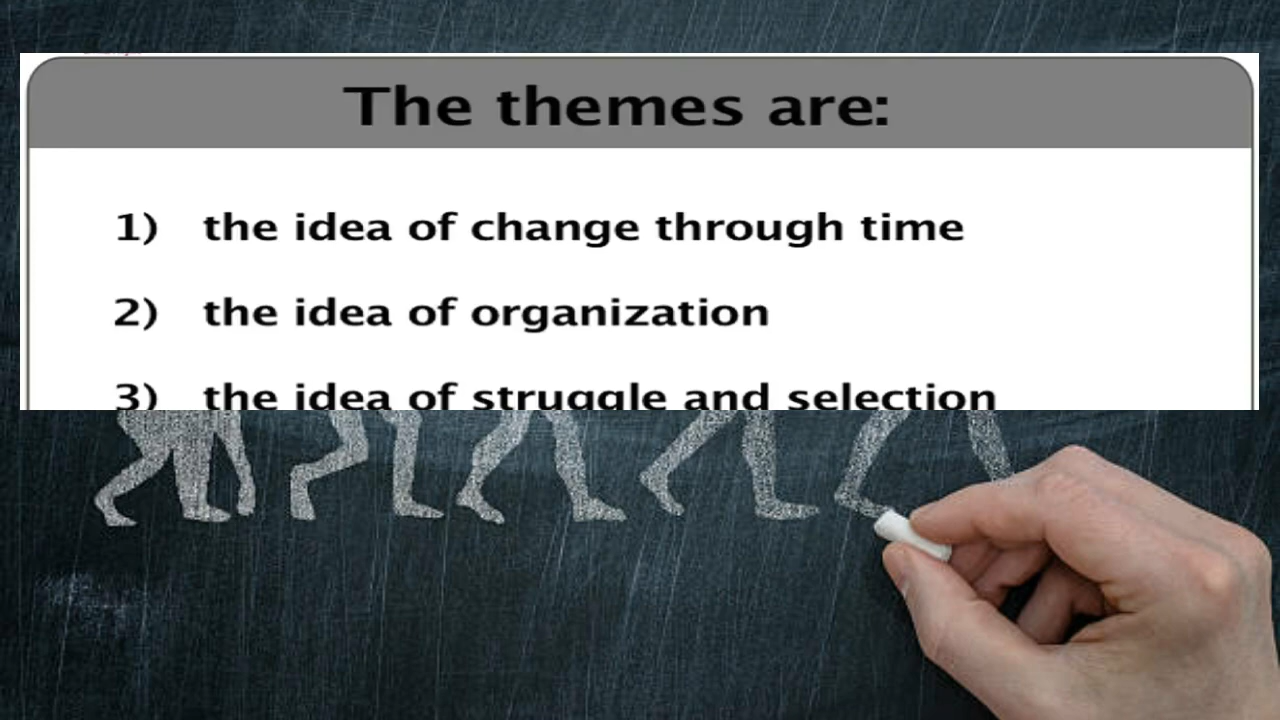 The themes are:
1) the idea of change through time
2) the idea of organization
3) the idea of struggle and selection